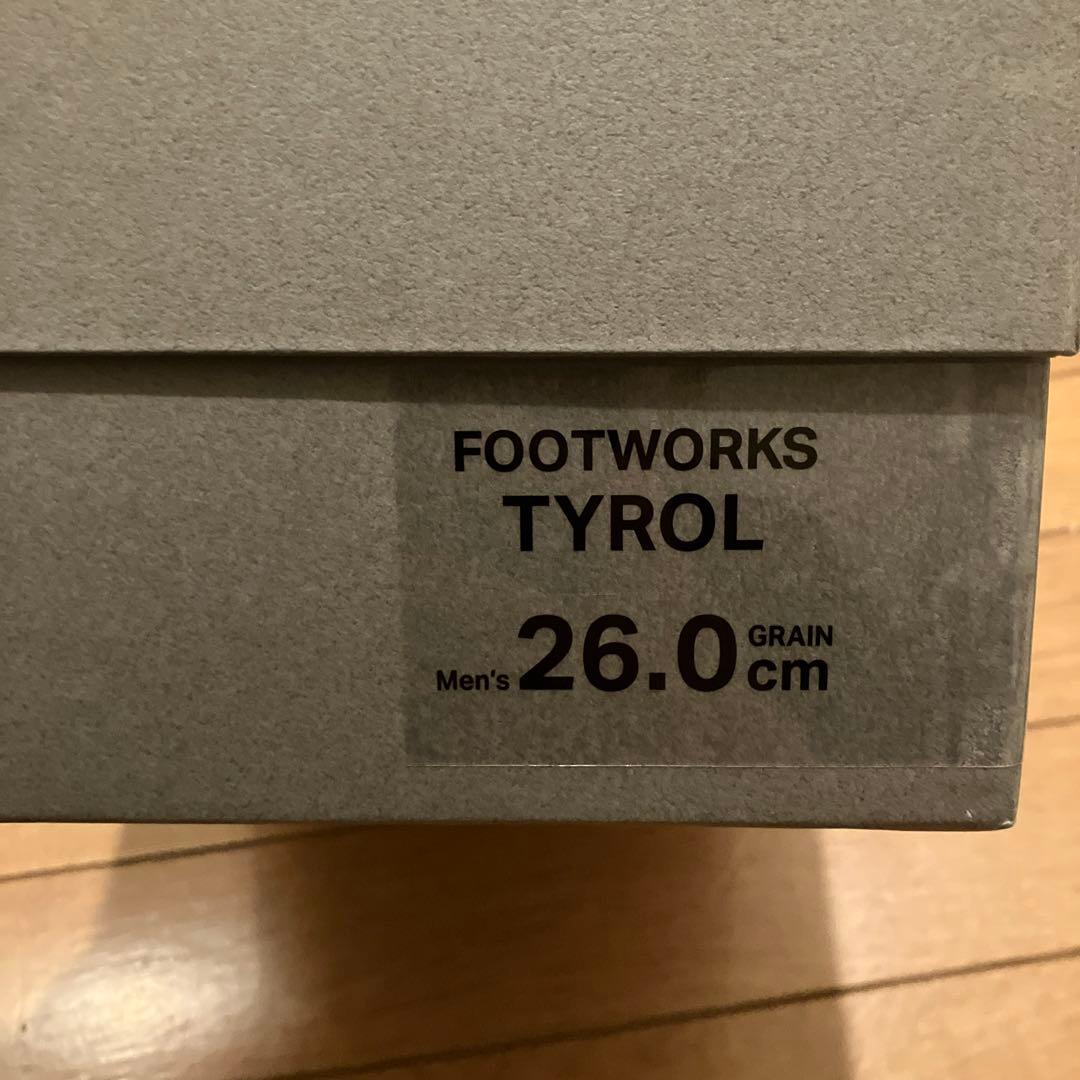 FOOTWORKS
TYROL
GRAIN
Men's 26.0 cm